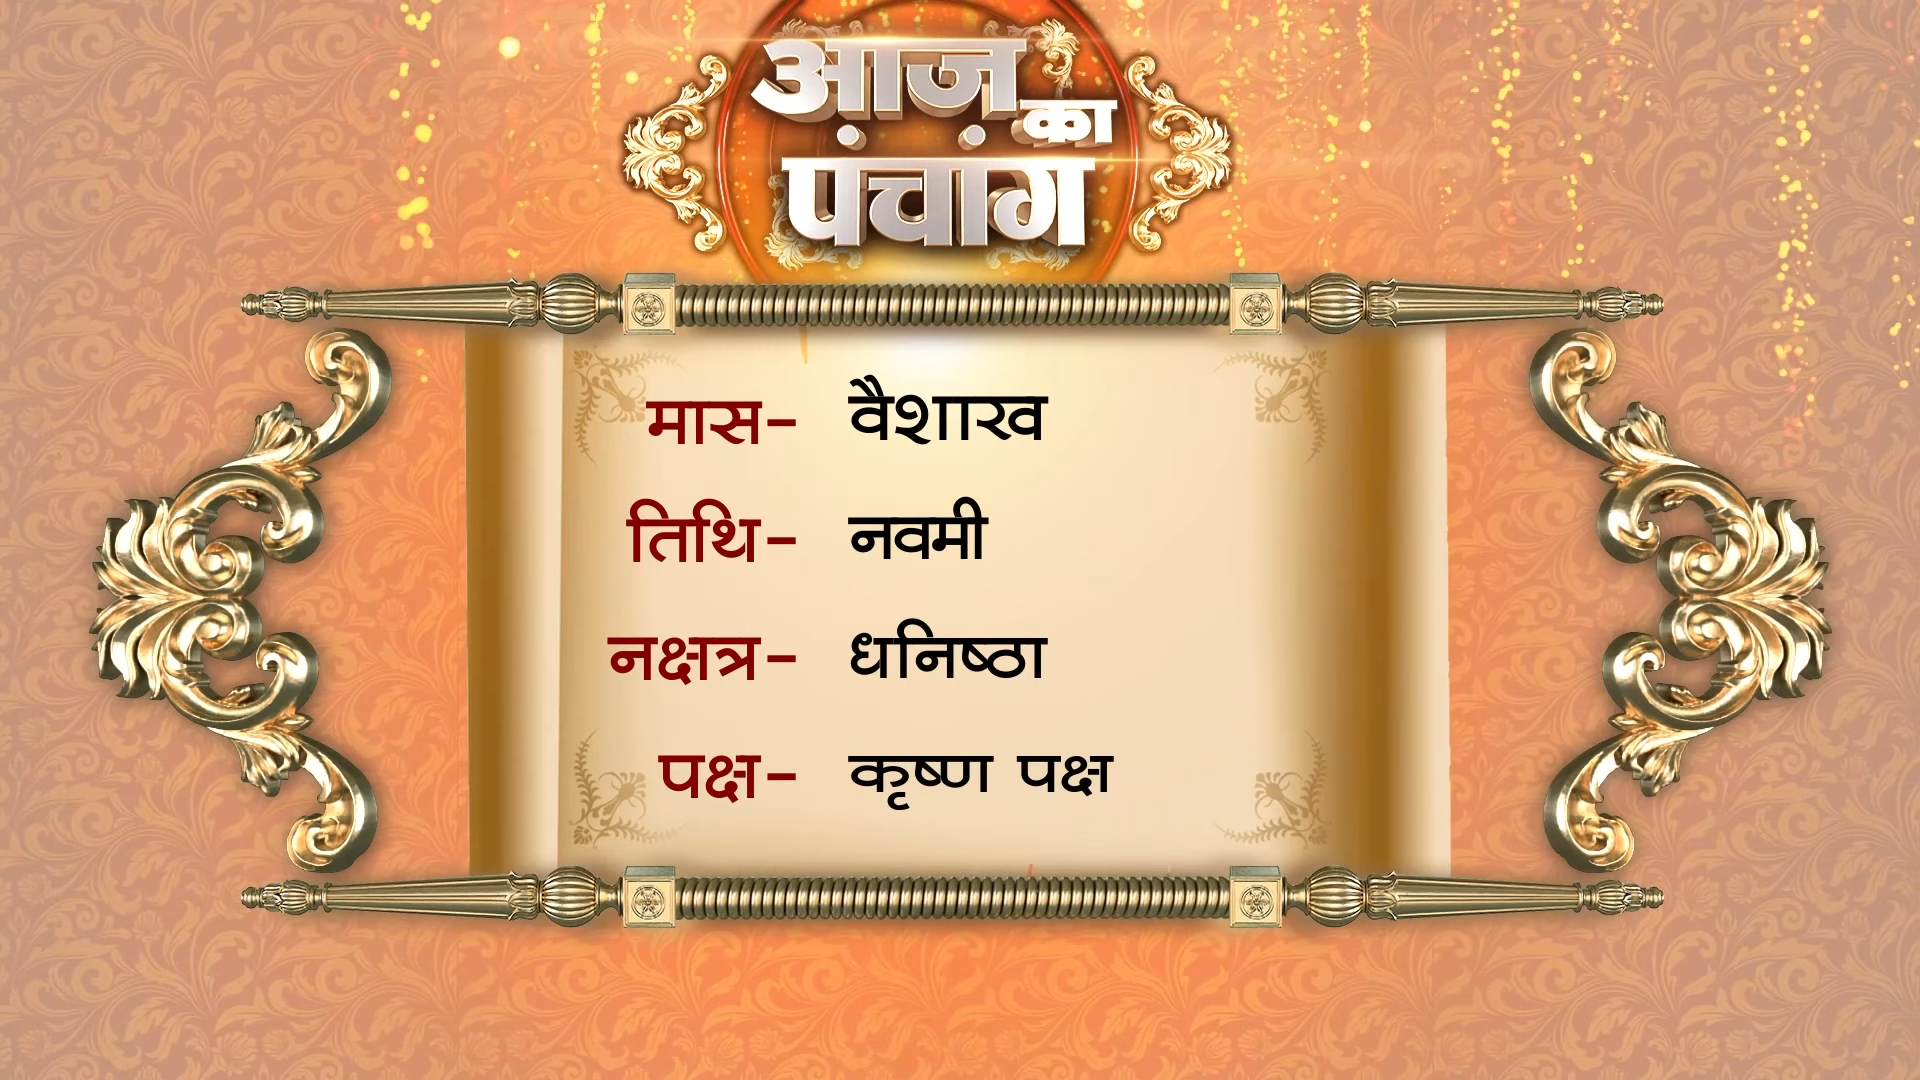 आज का
पंचांग
मास- वैशाख
तिथि- नवमी
नक्षत्र- धनिष्ठा
पक्ष- कृष्ण पक्ष